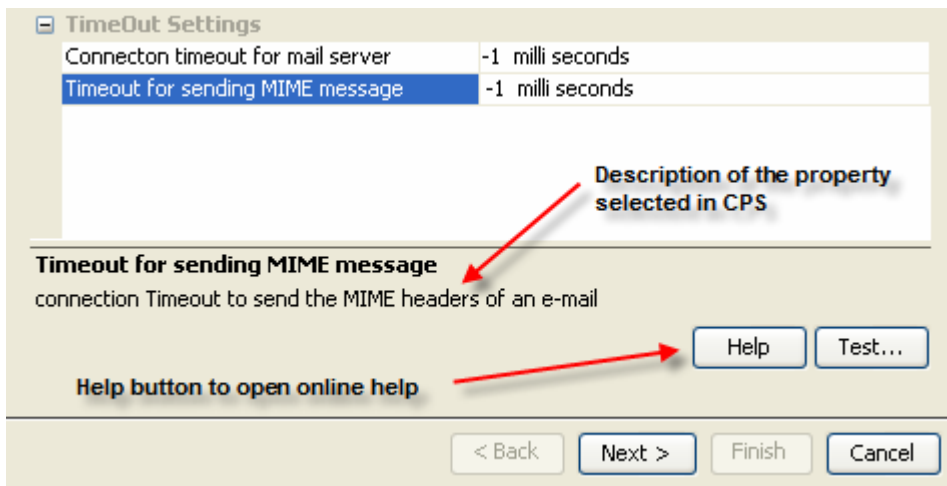 TimeOut Settings
Connecton timeout for mail server -1 milli seconds
Timeout for sending MIME message -1 milli seconds
Description of the property
selected in CPS
Timeout for sending MIME message
connection Timeout to send the MIME headers of an e-mail
Help Test...
Help button to open online help
< Back Next > Finish Cancel